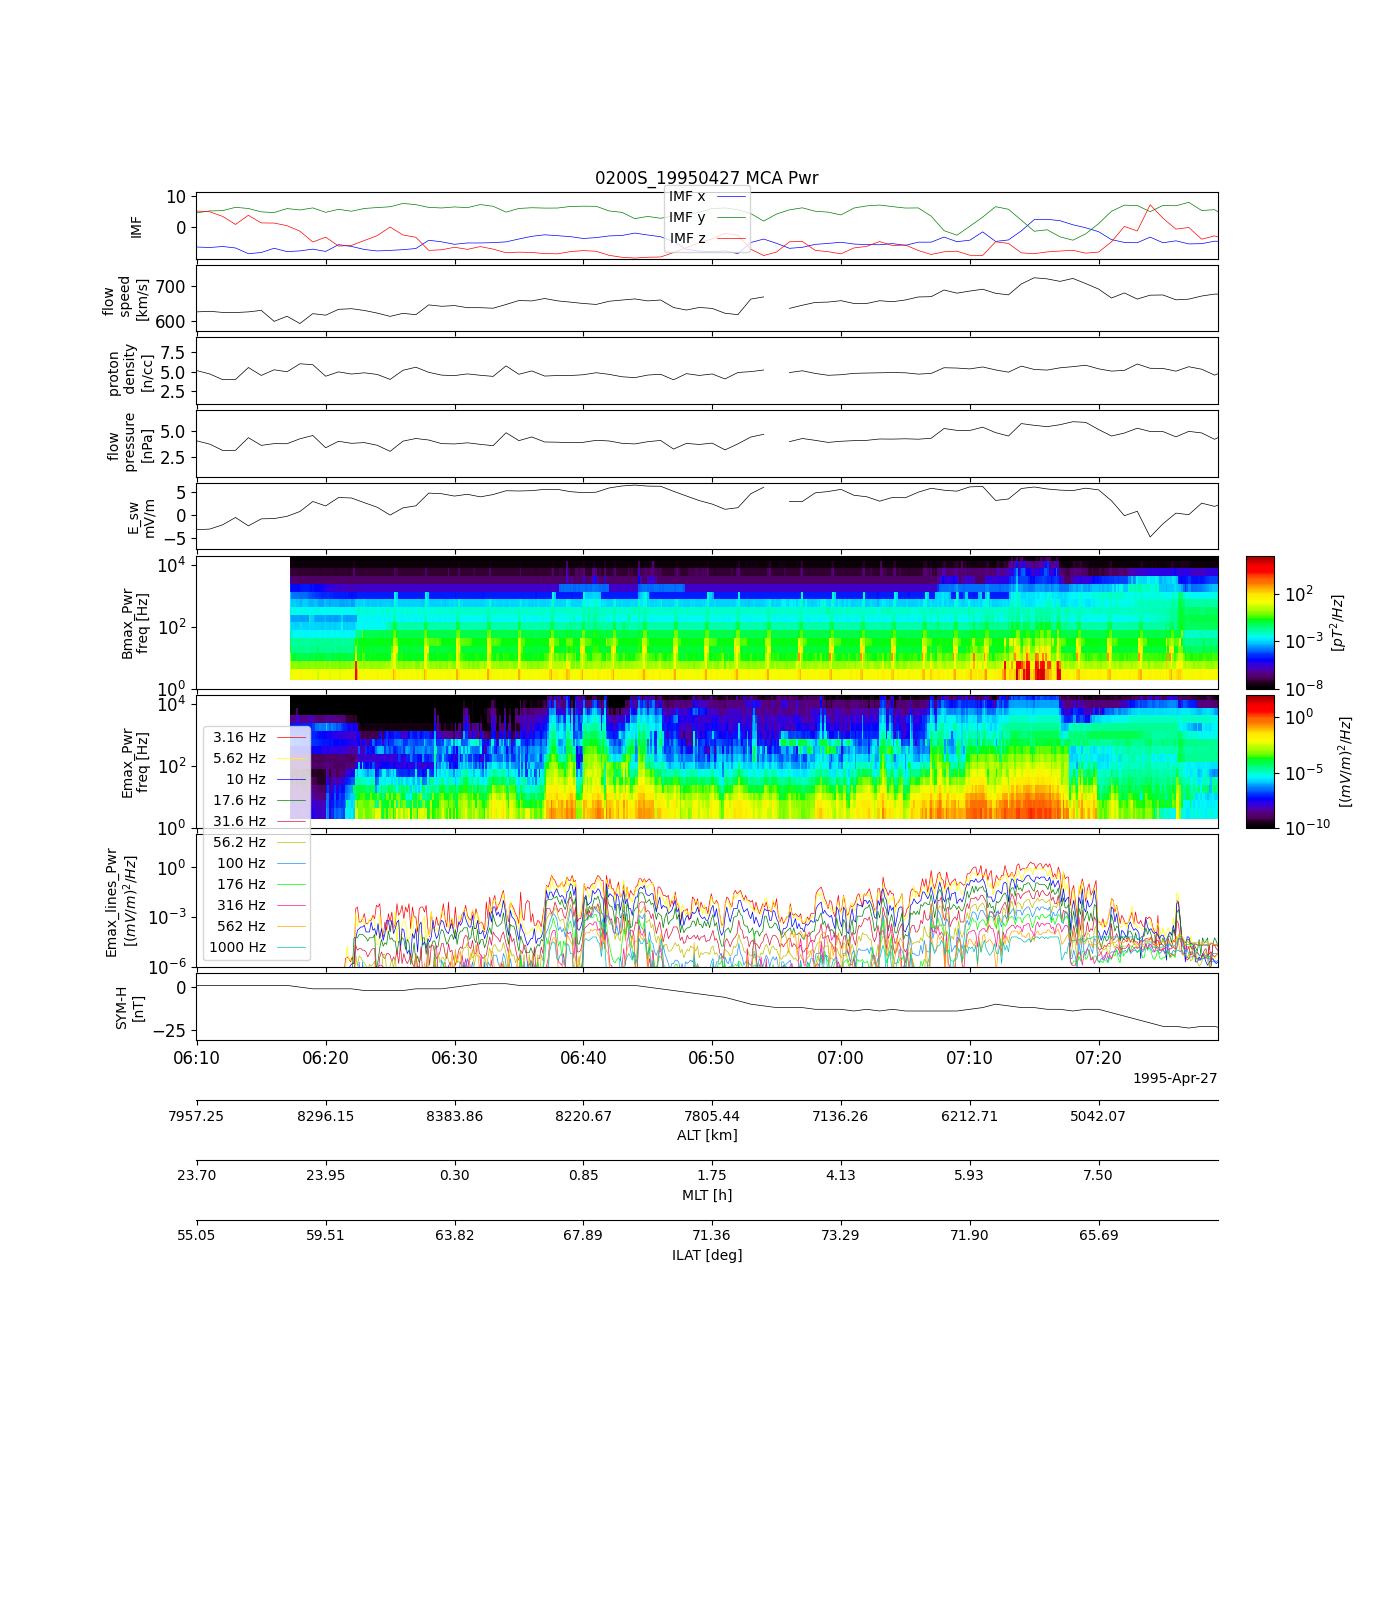 0200S_19950427 MCA Pwr
10
0
IMF
IMF x
IMF y
IMF z
700
600
flow
speed
[km/s]
7.5
5.0
2.5
proton
density
[n/cc]
5.0
2.5
flow
pressure
[nPa]
5
0
−5
E_sw
mV/m
10^4
10^2
10^0
Bmax_Pwr
freq [Hz]
10^2
10^−3
10^−8
[pT^2/Hz]
10^4
10^2
10^0
Emax_Pwr
freq [Hz]
10^0
10^−5
10^−10
[(mV/m)^2/Hz]
3.16 Hz
5.62 Hz
10 Hz
17.6 Hz
31.6 Hz
56.2 Hz
100 Hz
176 Hz
316 Hz
562 Hz
1000 Hz
10^0
10^−3
10^−6
Emax_lines_Pwr
[(mV/m)^2/Hz]
0
−25
SYM-H
[nT]
06:10 06:20 06:30 06:40 06:50 07:00 07:10 07:20
1995-Apr-27
7957.25 8296.15 8383.86 8220.67 7805.44 7136.26 6212.71 5042.07
ALT [km]
23.70 23.95 0.30 0.85 1.75 4.13 5.93 7.50
MLT [h]
55.05 59.51 63.82 67.89 71.36 73.29 71.90 65.69
ILAT [deg]